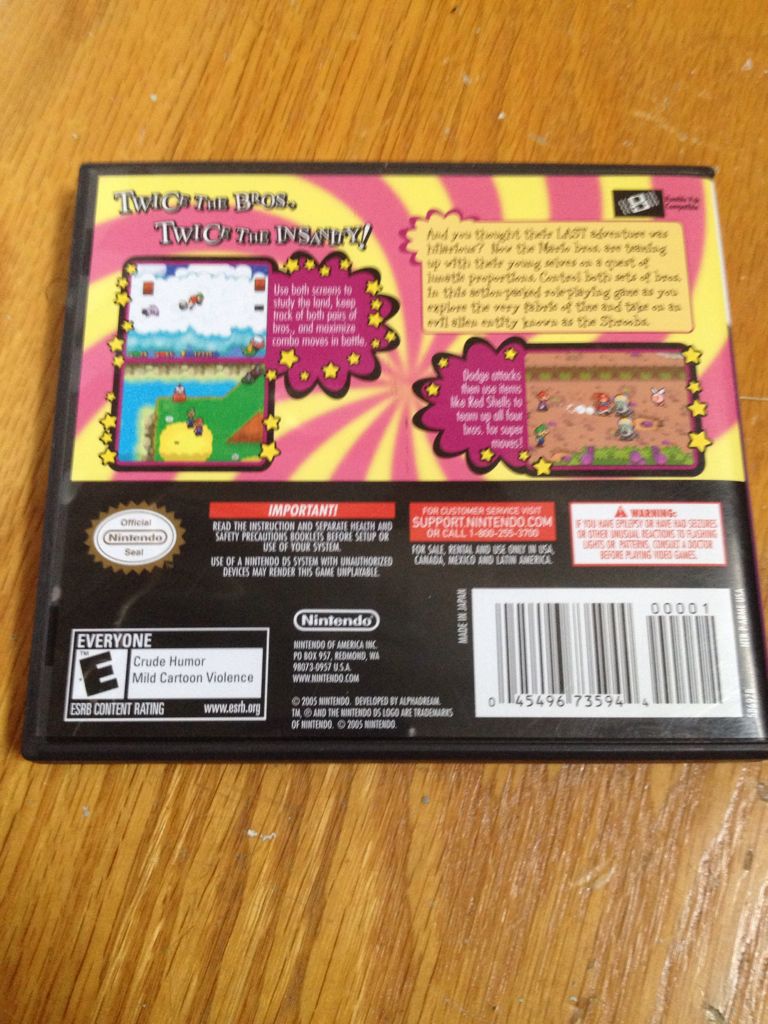 TWICE THE BROS.
TWICE THE INSANITY!
Rumble Pak
Compatible
And you thought their LAST adventure was
hilarious? Now the Mario bros. are teaming
up with their young selves on a quest of
lunatic proportions. Control both sets of bros.
in this action-packed role-playing game as you
explore the very fabric of time and take on an
evil alien entity known as the Shroobs.
Use both screens to
study the land, keep
track of both pairs of
bros., and maximize
combo moves in battle.
Dodge attacks
then use items
like Red Shells to
team up all four
bros. for super
moves!
Official
Nintendo
Seal
IMPORTANT!
READ THE INSTRUCTION AND SEPARATE HEALTH AND
SAFETY PRECAUTIONS BOOKLETS BEFORE SETUP OR
USE OF YOUR SYSTEM.
USE OF A NINTENDO DS SYSTEM WITH UNAUTHORIZED
DEVICES MAY RENDER THIS GAME UNPLAYABLE.
FOR CUSTOMER SERVICE VISIT
SUPPORT.NINTENDO.COM
OR CALL 1-800-255-3700
FOR SALE, RENTAL AND USE ONLY IN USA,
CANADA, MEXICO AND LATIN AMERICA.
WARNING:
IF YOU HAVE EPILEPSY OR HAVE HAD SEIZURES
OR OTHER UNUSUAL REACTIONS TO FLASHING
LIGHTS OR PATTERNS, CONSULT A DOCTOR
BEFORE PLAYING VIDEO GAMES.
EVERYONE
TM
E
Crude Humor
Mild Cartoon Violence
ESRB CONTENT RATING www.esrb.org
Nintendo
NINTENDO OF AMERICA INC.
PO BOX 957, REDMOND, WA
98073-0957 U.S.A.
WWW.NINTENDO.COM
© 2005 NINTENDO. DEVELOPED BY ALPHADREAM.
TM, ® AND THE NINTENDO DS LOGO ARE TRADEMARKS
OF NINTENDO. © 2005 NINTENDO.
MADE IN JAPAN
00001
0 45496 73594 4
NTR-P-ARME-USA